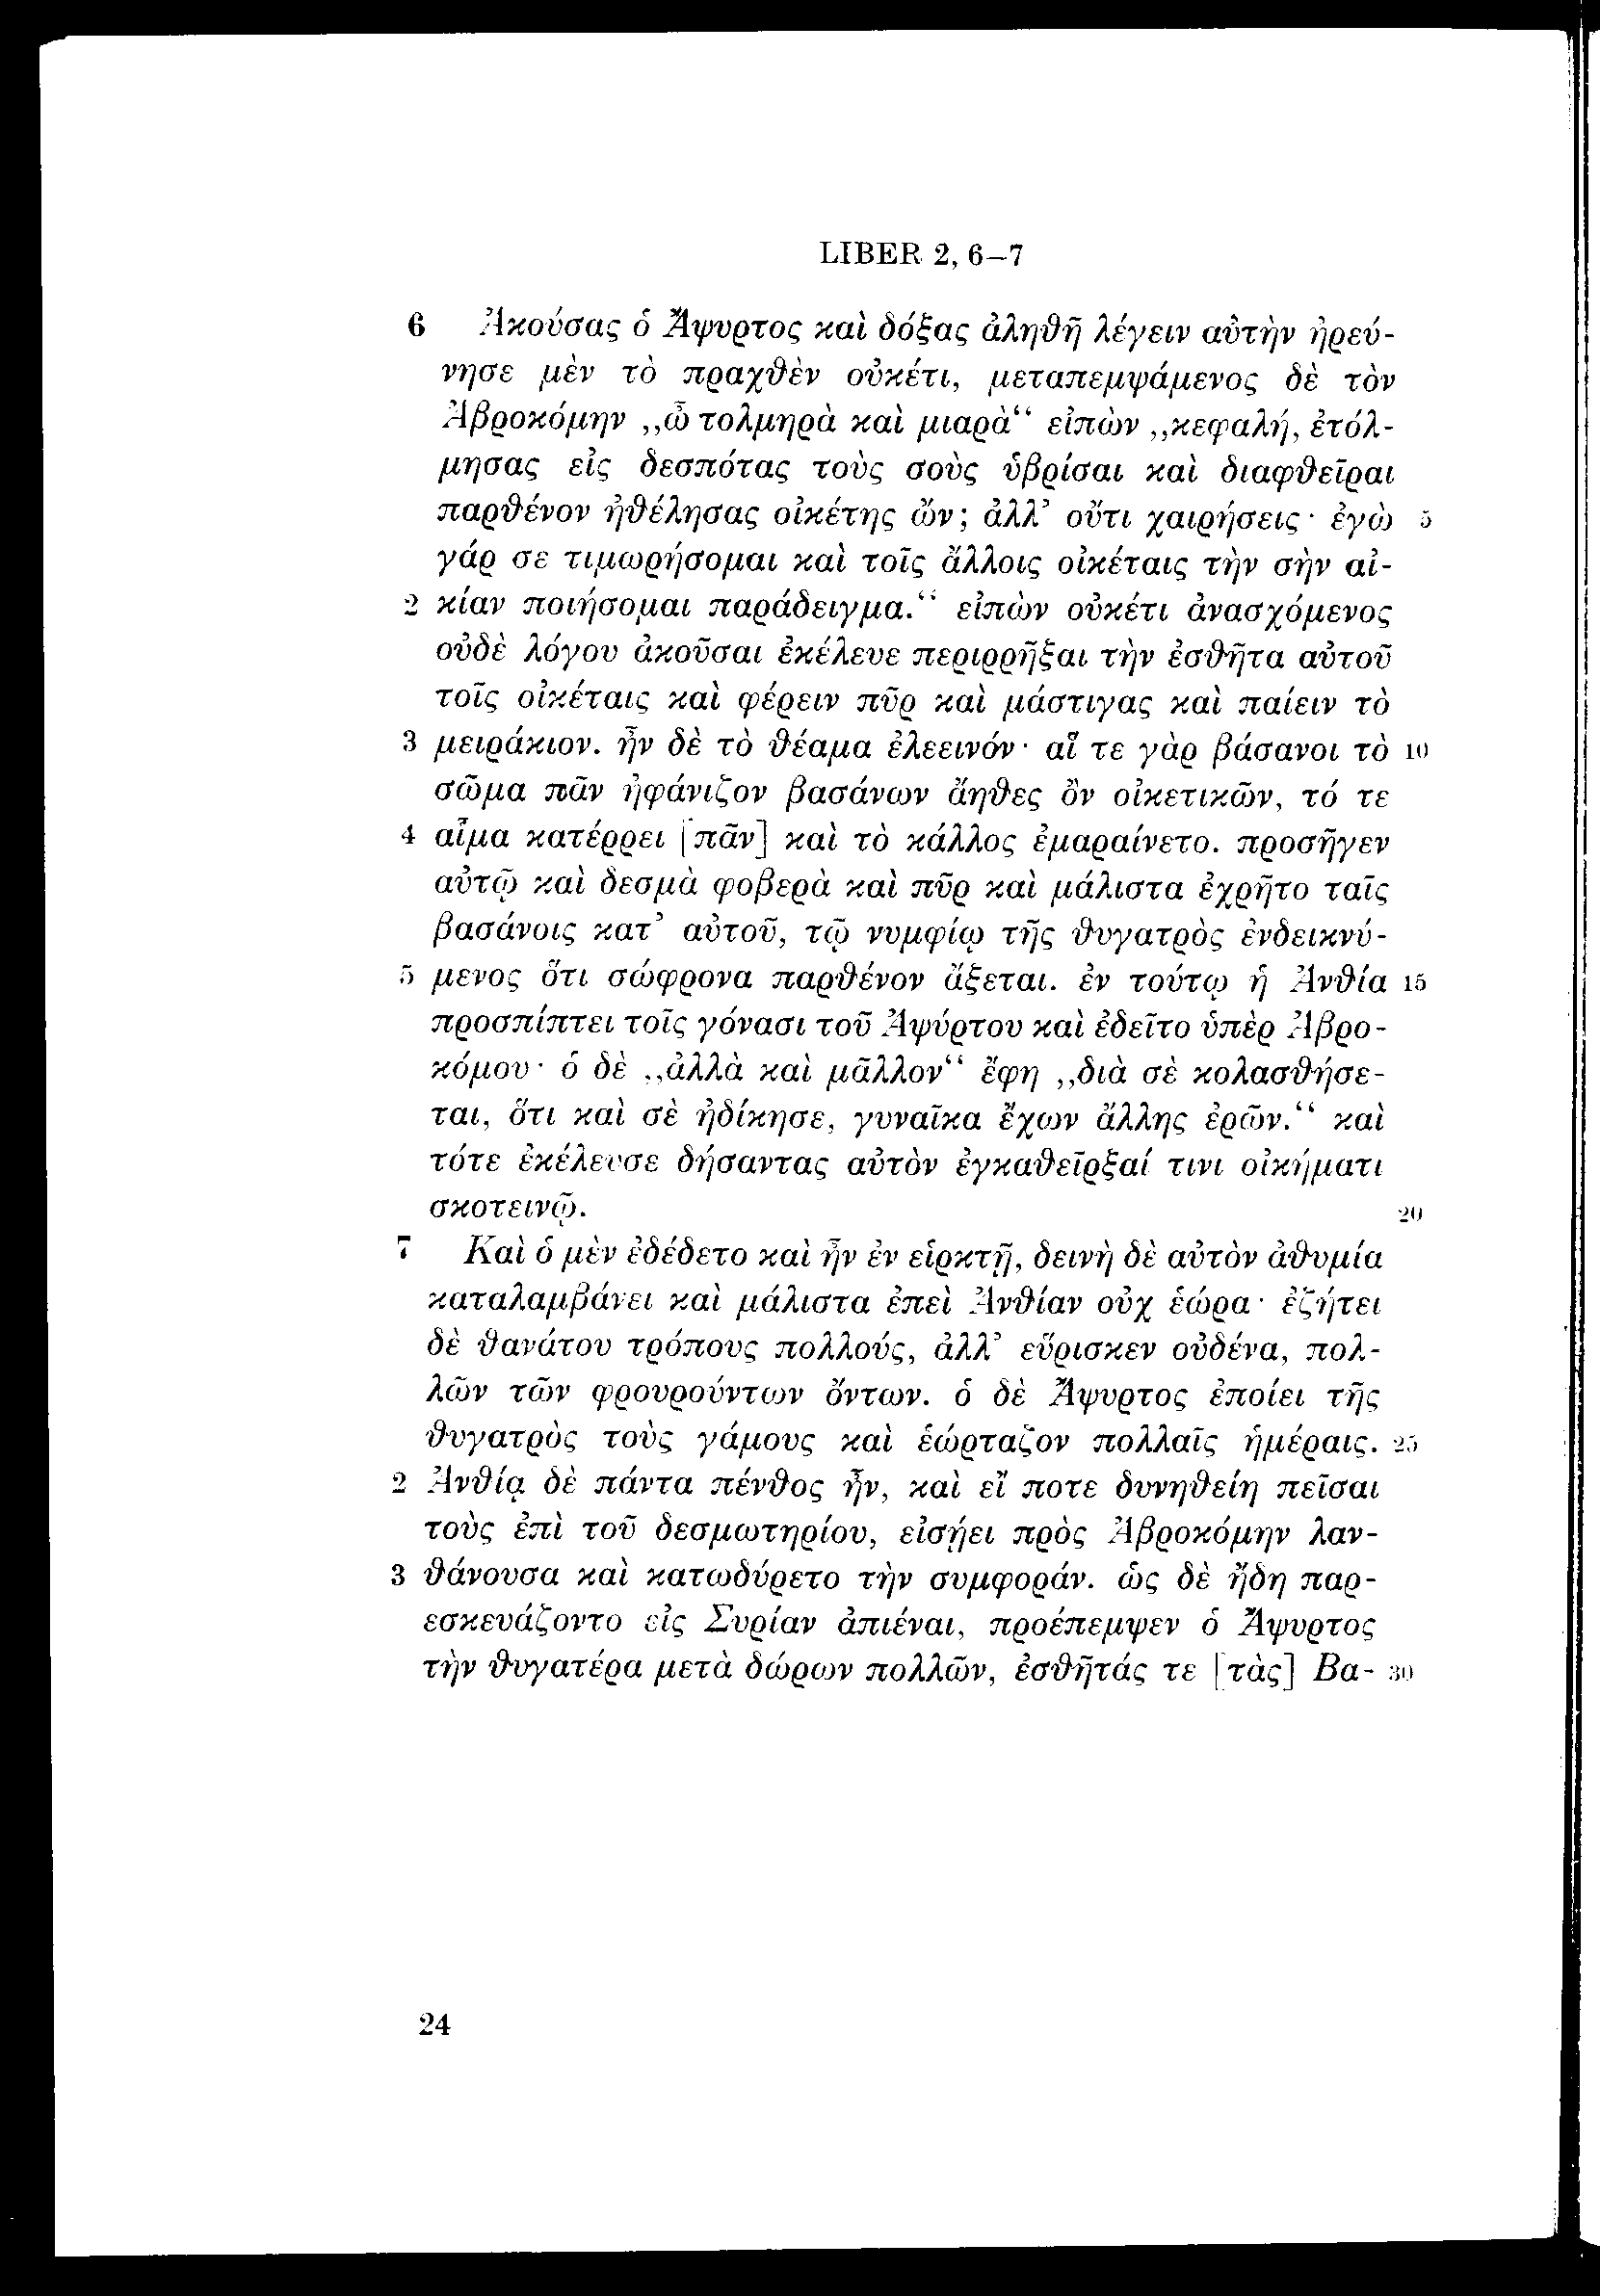 LIBER 2, 6–7
6 Ἀκούσας ὁ Ἄψυρτος καὶ δόξας ἀληθῆ λέγειν αὐτὴν ἠρεύ-
νησε μὲν τὸ πραχθὲν οὐκέτι, μεταπεμψάμενος δὲ τὸν
Ἁβροκόμην „ὦ τολμηρὰ καὶ μιαρὰ“ εἰπὼν „κεφαλή, ἐτόλ-
μησας εἰς δεσπότας τοὺς σοὺς ὑβρίσαι καὶ διαφθεῖραι
παρθένον ἠθέλησας οἰκέτης ὤν; ἀλλ’ οὔτι χαιρήσεις· ἐγὼ 5
γάρ σε τιμωρήσομαι καὶ τοῖς ἄλλοις οἰκέταις τὴν σὴν αἰ-
2 κίαν ποιήσομαι παράδειγμα.“ εἰπὼν οὐκέτι ἀνασχόμενος
οὐδὲ λόγου ἀκοῦσαι ἐκέλευε περιρρῆξαι τὴν ἐσθῆτα αὐτοῦ
τοῖς οἰκέταις καὶ φέρειν πῦρ καὶ μάστιγας καὶ παίειν τὸ
3 μειράκιον. ἦν δὲ τὸ θέαμα ἐλεεινόν· αἵ τε γὰρ βάσανοι τὸ 10
σῶμα πᾶν ἠφάνιζον βασάνων ἄηθες ὂν οἰκετικῶν, τό τε
4 αἷμα κατέρρει [πᾶν] καὶ τὸ κάλλος ἐμαραίνετο. προσῆγεν
αὐτῷ καὶ δεσμὰ φοβερὰ καὶ πῦρ καὶ μάλιστα ἐχρῆτο ταῖς
βασάνοις κατ’ αὐτοῦ, τῷ νυμφίῳ τῆς θυγατρὸς ἐνδεικνύ-
5 μενος ὅτι σώφρονα παρθένον ἄξεται. ἐν τούτῳ ἡ Ἀνθία 15
προσπίπτει τοῖς γόνασι τοῦ Ἀψύρτου καὶ ἐδεῖτο ὑπὲρ Ἁβρο-
κόμου· ὁ δὲ „ἀλλὰ καὶ μᾶλλον“ ἔφη „διὰ σὲ κολασθήσε-
ται, ὅτι καὶ σὲ ἠδίκησε, γυναῖκα ἔχων ἄλλης ἐρῶν.“ καὶ
τότε ἐκέλευσε δήσαντας αὐτὸν ἐγκαθεῖρξαί τινι οἰκήματι
σκοτεινῷ. 20
7 Καὶ ὁ μὲν ἐδέδετο καὶ ἦν ἐν εἱρκτῇ, δεινὴ δὲ αὐτὸν ἀθυμία
καταλαμβάνει καὶ μάλιστα ἐπεὶ Ἀνθίαν οὐχ ἑώρα· ἐζήτει
δὲ θανάτου τρόπους πολλούς, ἀλλ’ εὕρισκεν οὐδένα, πολ-
λῶν τῶν φρουρούντων ὄντων. ὁ δὲ Ἄψυρτος ἐποίει τῆς
θυγατρὸς τοὺς γάμους καὶ ἑώρταζον πολλαῖς ἡμέραις. 25
2 Ἀνθίᾳ δὲ πάντα πένθος ἦν, καὶ εἴ ποτε δυνηθείη πεῖσαι
τοὺς ἐπὶ τοῦ δεσμωτηρίου, εἰσῄει πρὸς Ἁβροκόμην λαν-
3 θάνουσα καὶ κατωδύρετο τὴν συμφοράν. ὡς δὲ ἤδη παρ-
εσκευάζοντο εἰς Συρίαν ἀπιέναι, προέπεμψεν ὁ Ἄψυρτος
τὴν θυγατέρα μετὰ δώρων πολλῶν, ἐσθῆτάς τε [τὰς] Βα- 30
24